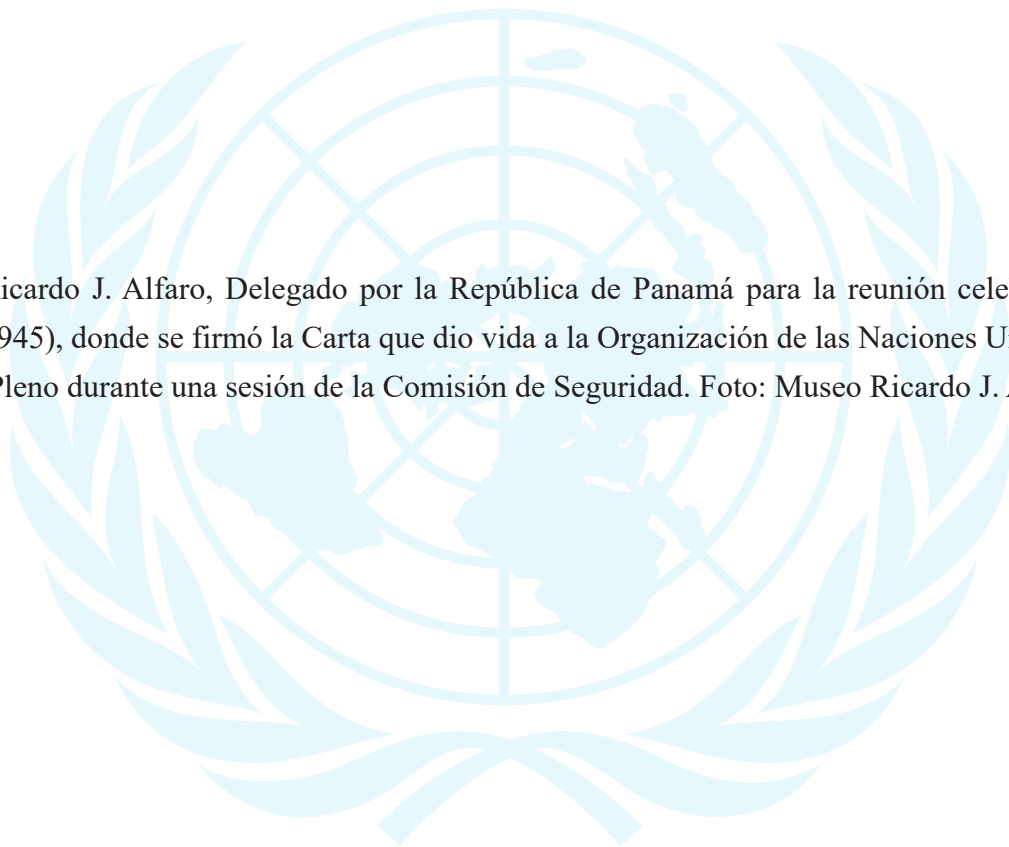 icardo J. Alfaro, Delegado por la República de Panamá para la reunión cele
945), donde se firmó la Carta que dio vida a la Organización de las Naciones U
Pleno durante una sesión de la Comisión de Seguridad. Foto: Museo Ricardo J.